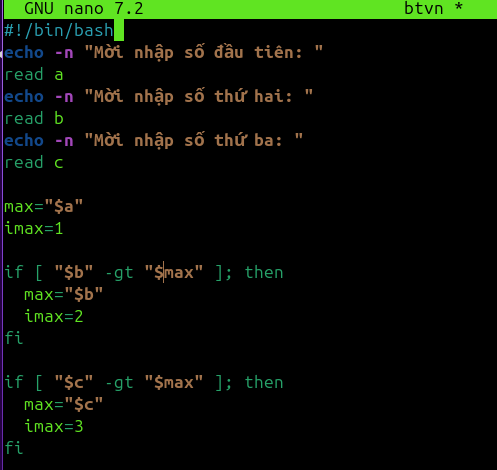 GNU nano 7.2 btvn *
#!/bin/bash
echo -n "Mời nhập số đầu tiên: "
read a
echo -n "Mời nhập số thứ hai: "
read b
echo -n "Mời nhập số thứ ba: "
read c
max="$a"
imax=1
if [ "$b" -gt "$max" ]; then
max="$b"
imax=2
fi
if [ "$c" -gt "$max" ]; then
max="$c"
imax=3
fi